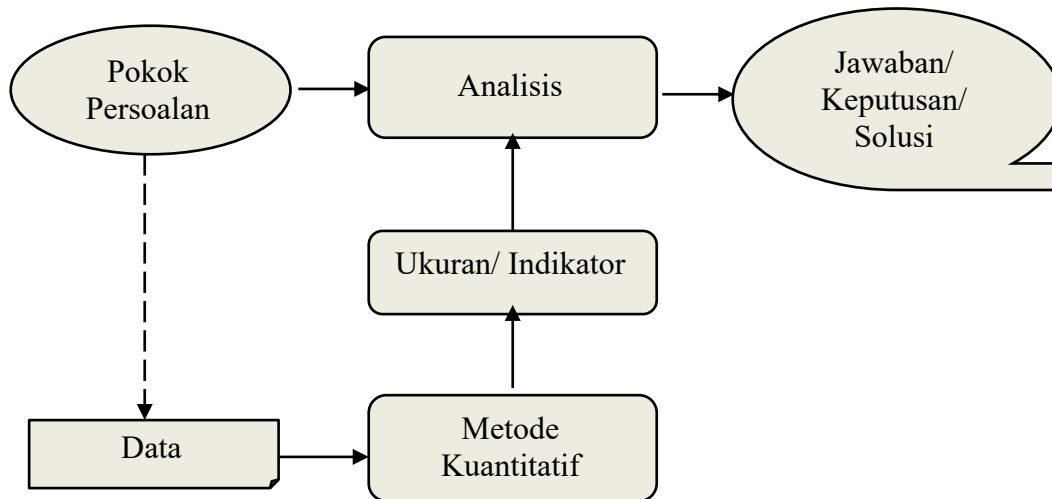 Pokok
Persoalan
Analisis
Jawaban/
Keputusan/
Solusi
Ukuran/ Indikator
Data
Metode
Kuantitatif